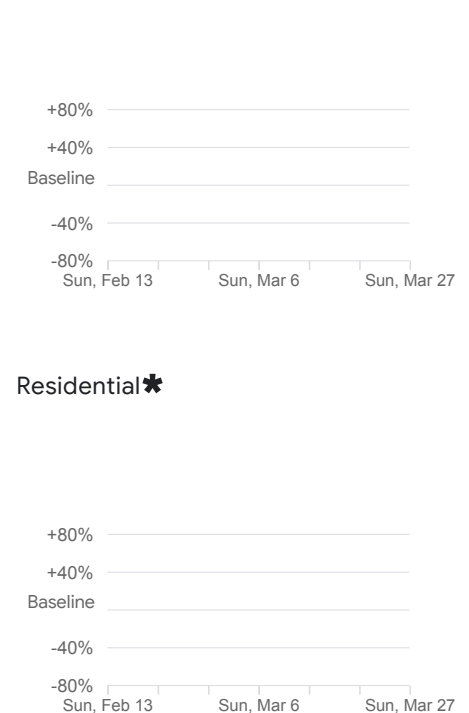 +80%
+40%
Baseline
-40%
-80%
Sun, Feb 13 Sun, Mar 6 Sun, Mar 27
Residential*
+80%
+40%
Baseline
-40%
-80%
Sun, Feb 13 Sun, Mar 6 Sun, Mar 27